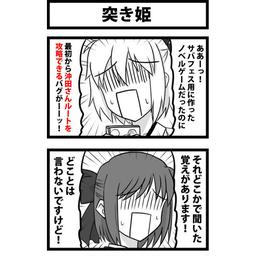 突き姫
ああーっ！
サバフェス用に作った
ノベルゲームだったのに
最初から沖田さんルートを
攻略できるバグがーーッ！
それどこかで聞いた
覚えがあります！
どことは
言わないですけど！